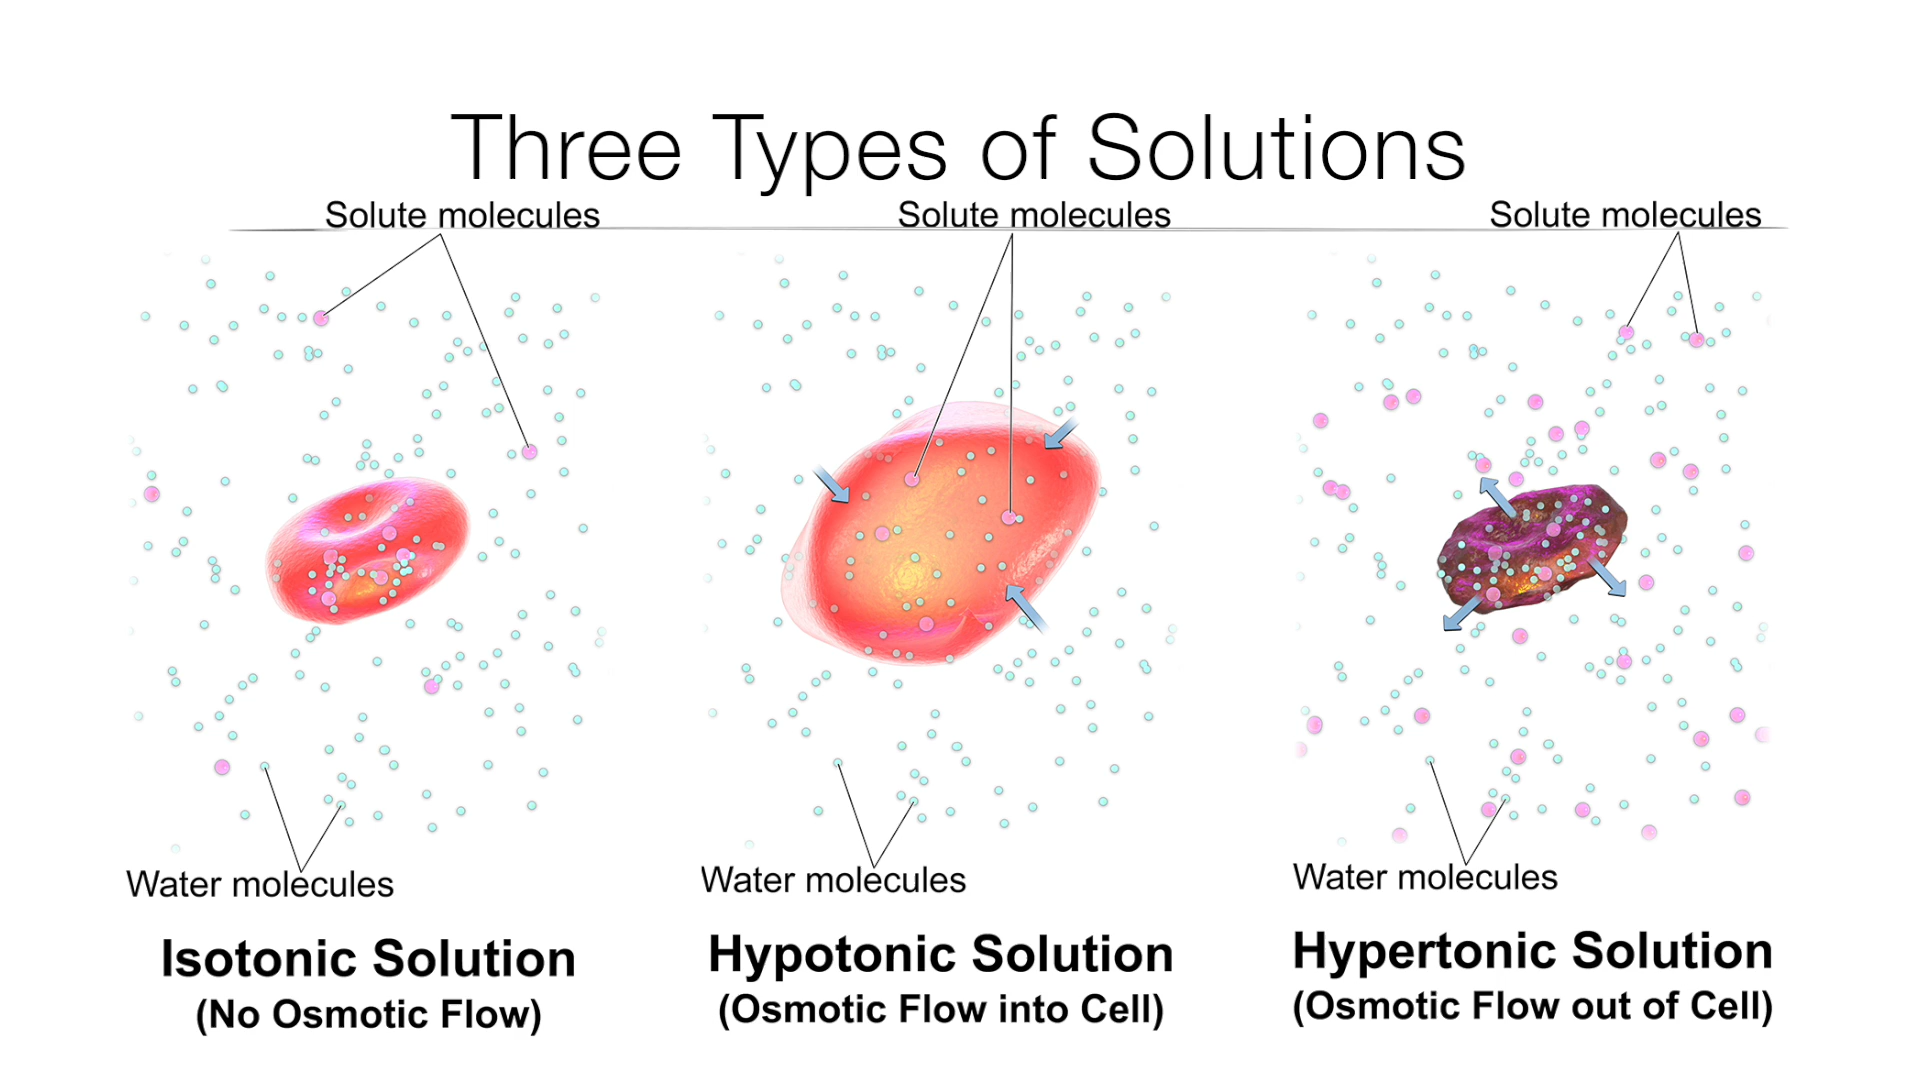 Three Types of Solutions
Solute molecules
Solute molecules
Solute molecules
Water molecules
Water molecules
Water molecules
Isotonic Solution
(No Osmotic Flow)
Hypotonic Solution
(Osmotic Flow into Cell)
Hypertonic Solution
(Osmotic Flow out of Cell)